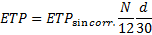 ETP = ETP_{sin corr.} \frac{N}{12} \frac{d}{30}